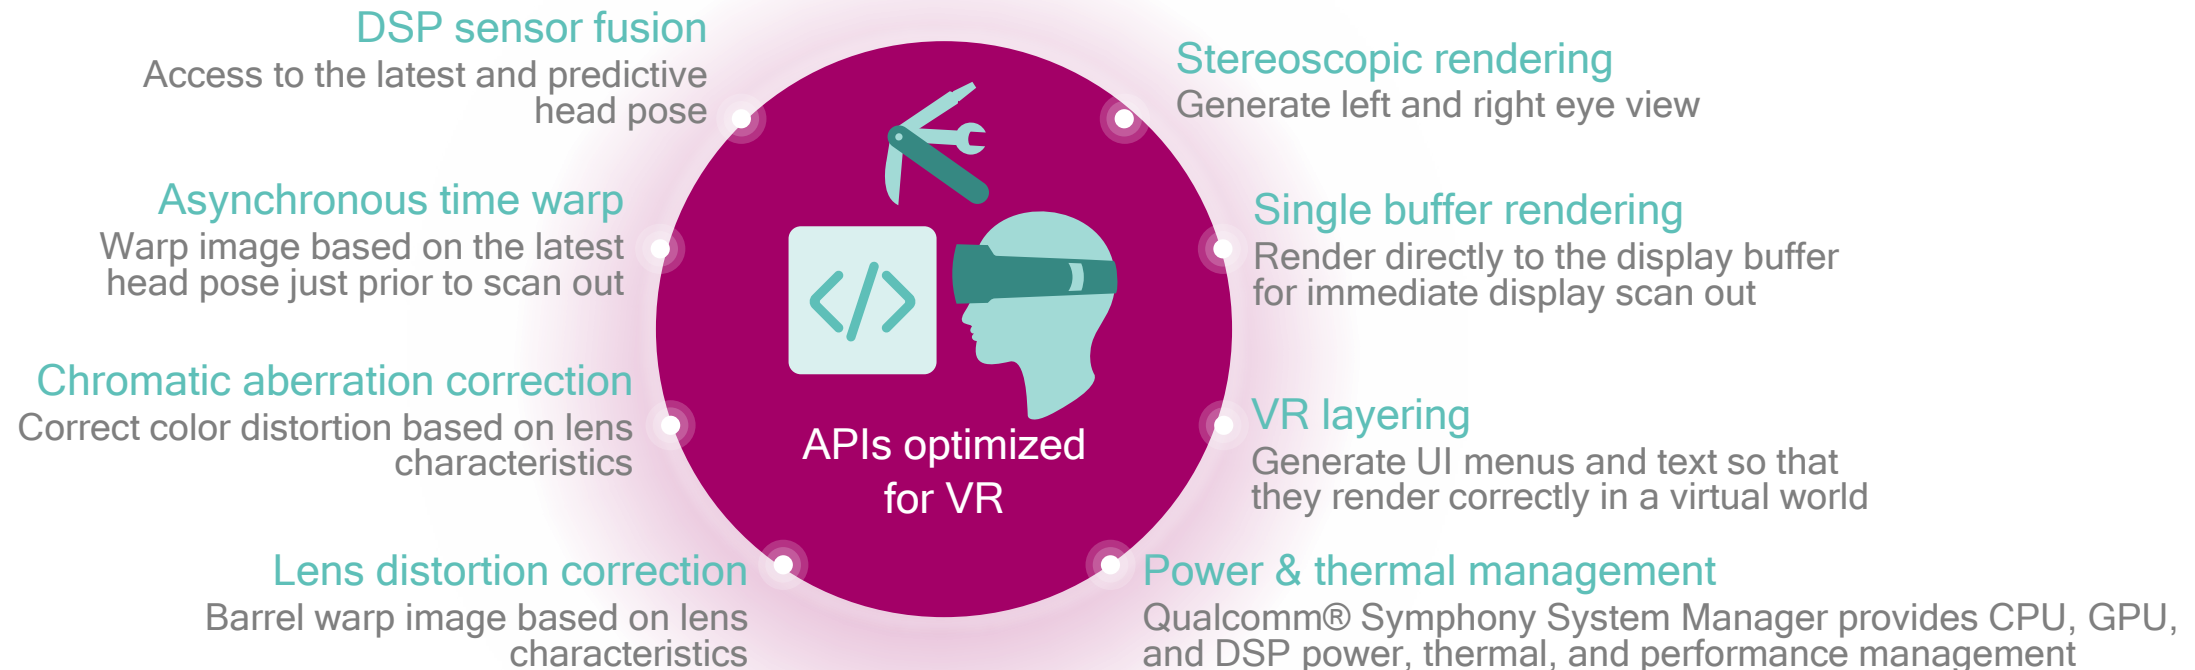 DSP sensor fusion
Access to the latest and predictive
head pose
Asynchronous time warp
Warp image based on the latest
head pose just prior to scan out
Chromatic aberration correction
Correct color distortion based on lens
characteristics
Lens distortion correction
Barrel warp image based on lens
characteristics
</>
APIs optimized
for VR
Stereoscopic rendering
Generate left and right eye view
Single buffer rendering
Render directly to the display buffer
for immediate display scan out
VR layering
Generate UI menus and text so that
they render correctly in a virtual world
Power & thermal management
Qualcomm® Symphony System Manager provides CPU, GPU,
and DSP power, thermal, and performance management